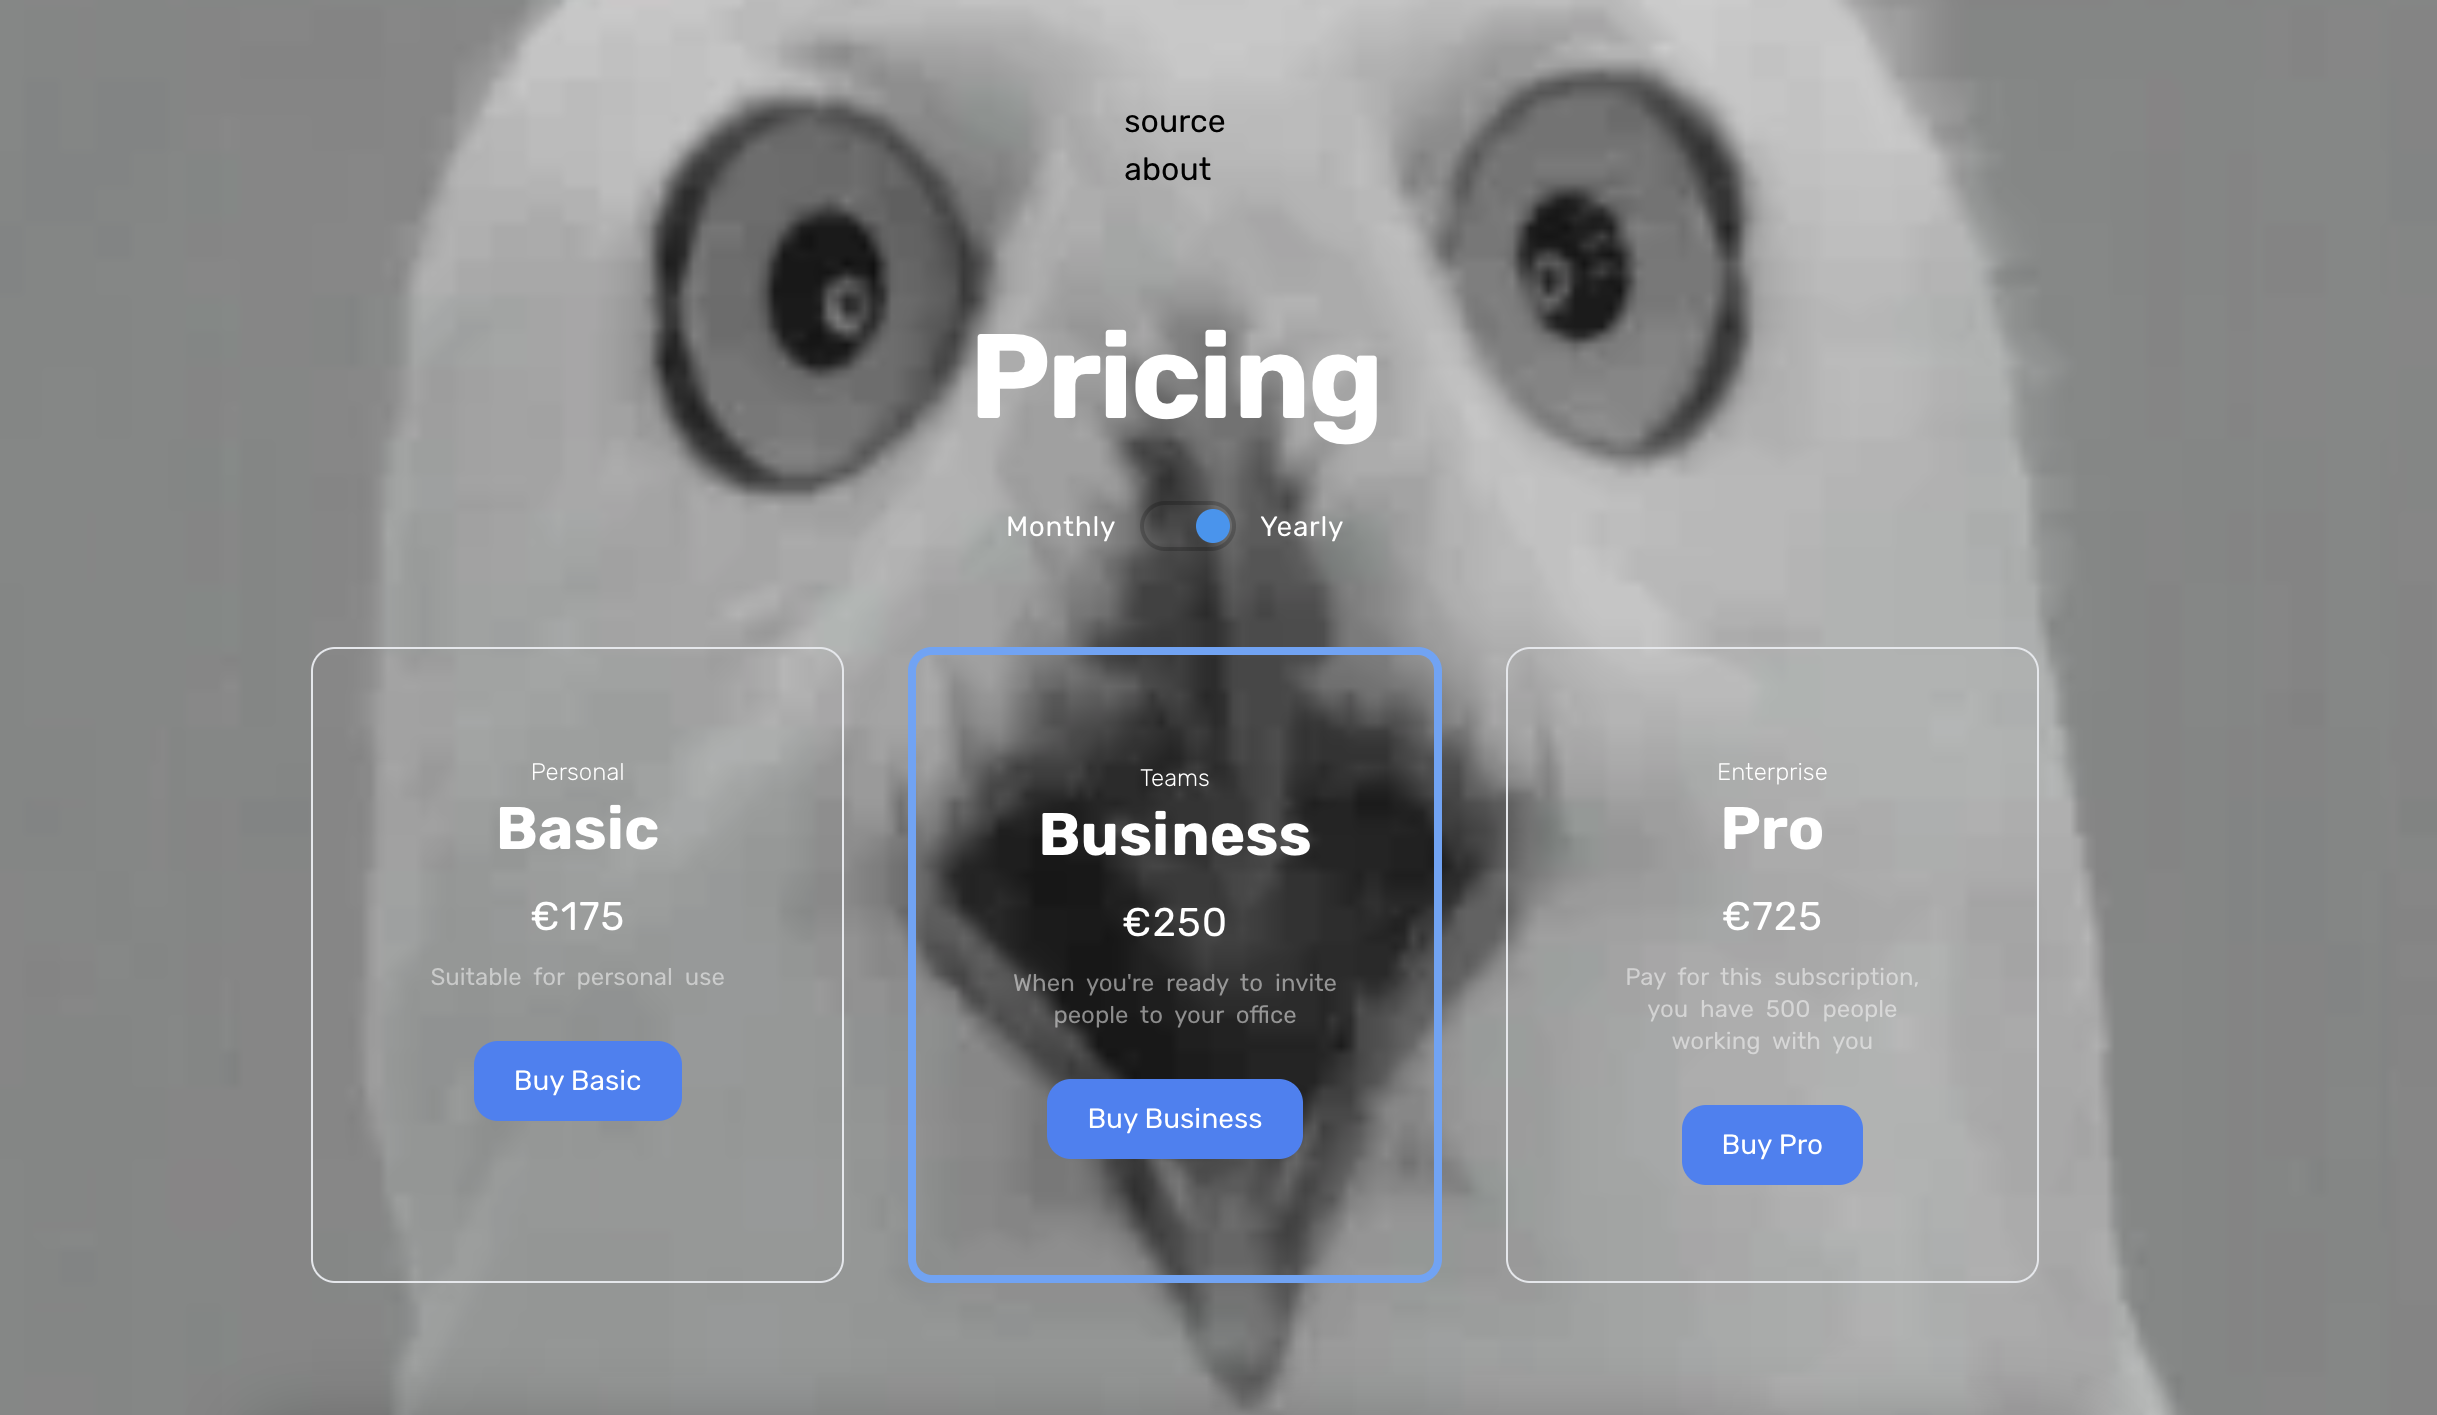 source
about
Pricing
Monthly Yearly
Personal
Basic
€175
Suitable for personal use
Buy Basic
Teams
Business
€250
When you're ready to invite
people to your office
Buy Business
Enterprise
Pro
€725
Pay for this subscription,
you have 500 people
working with you
Buy Pro